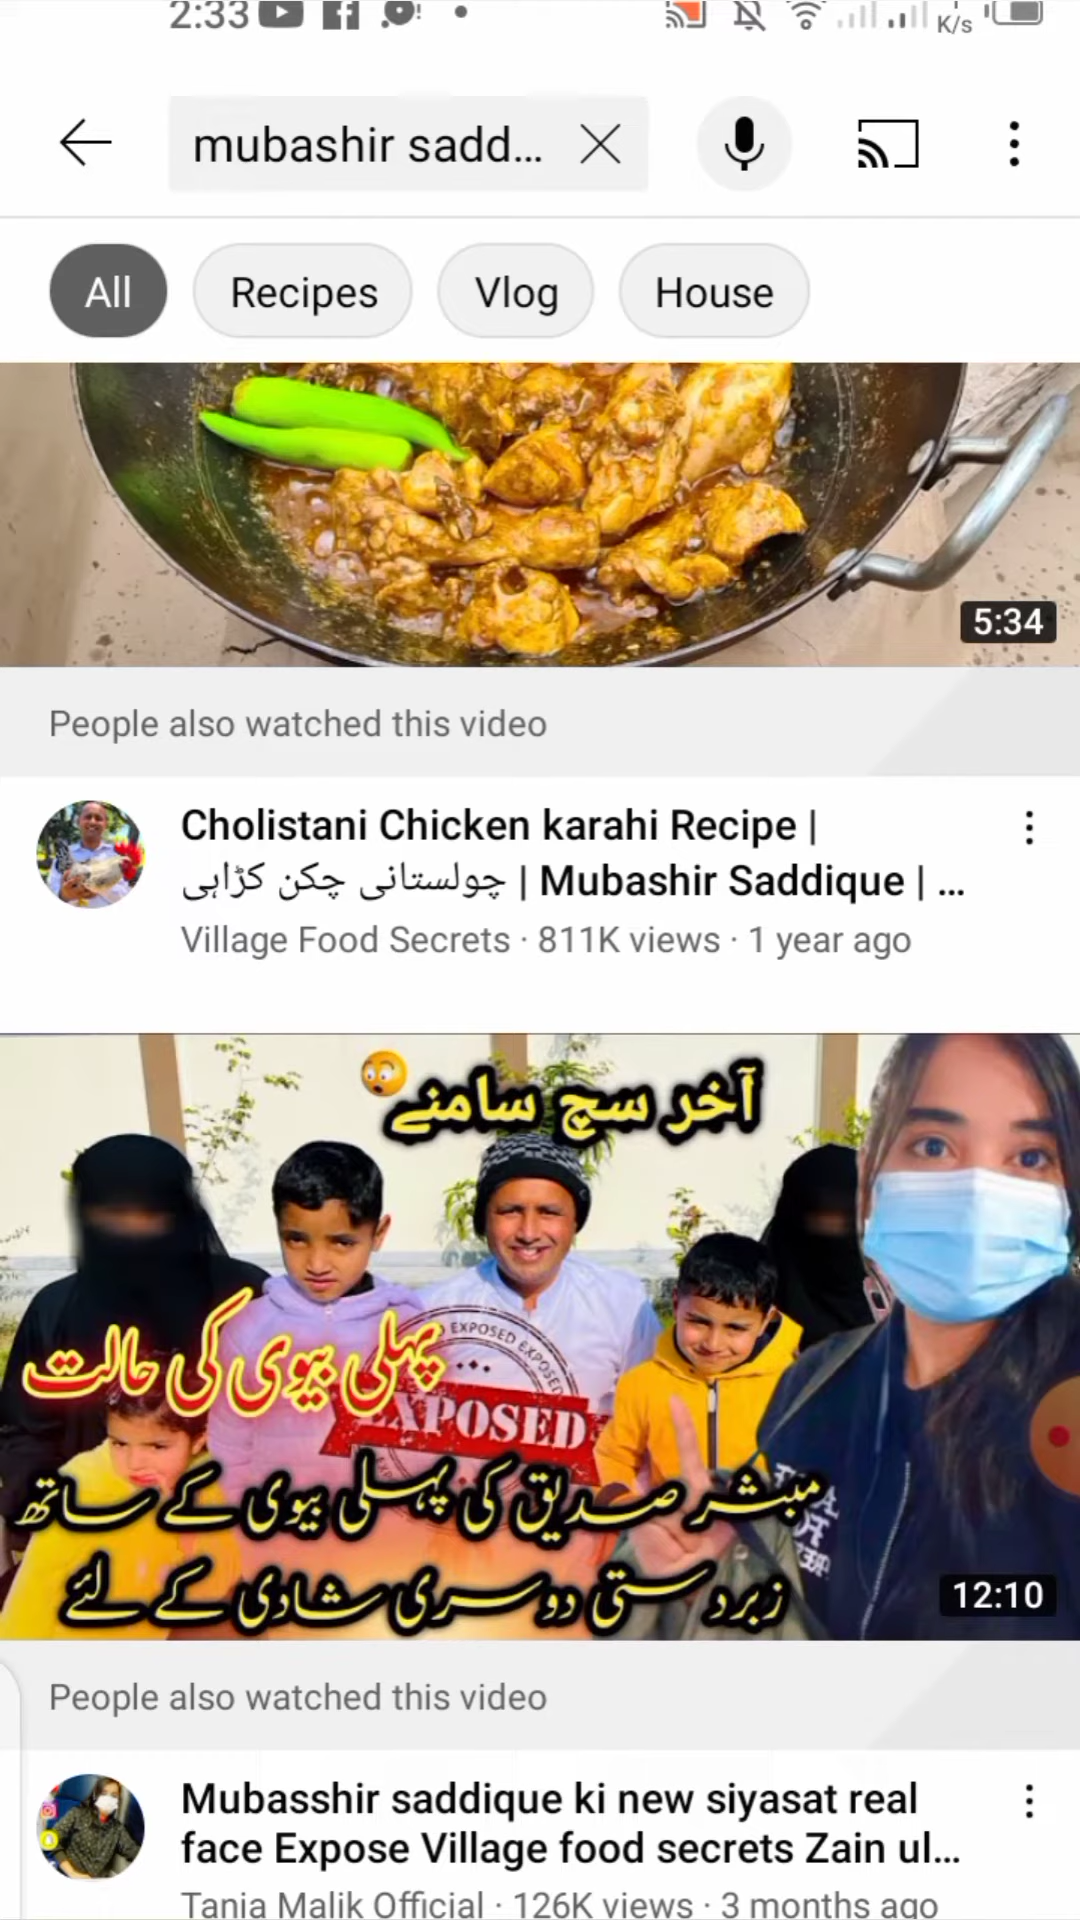 2:33
K/s
mubashir sadd...
All
Recipes
Vlog
House
5:34
People also watched this video
Cholistani Chicken karahi Recipe |
چولستانی چکن کڑاہی | Mubashir Saddique | ...
Village Food Secrets · 811K views · 1 year ago
آخر سچ سامنے
EXPOSED EXPOSED
پہلی بیوی کی حالت
EXPOSED
مبشر صدیق کی پہلی بیوی کے ساتھ
زبردستی دوسری شادی کے لئے
12:10
People also watched this video
Mubasshir saddique ki new siyasat real
face Expose Village food secrets Zain ul...
Tania Malik Official · 126K views · 3 months ago